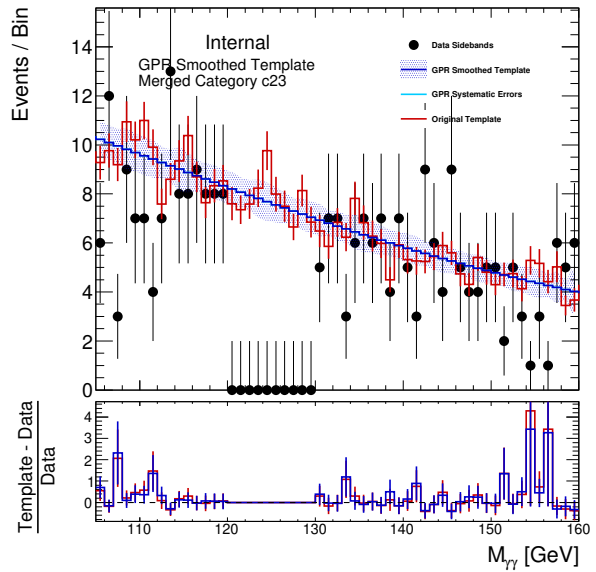 Events / Bin
14
12
10
8
6
4
2
0
Internal
GPR Smoothed Template
Merged Category c23
Data Sidebands
GPR Smoothed Template
GPR Systematic Errors
Original Template
Template - Data
Data
4
3
2
1
0
110
120
130
140
150
160
Mγγ [GeV]